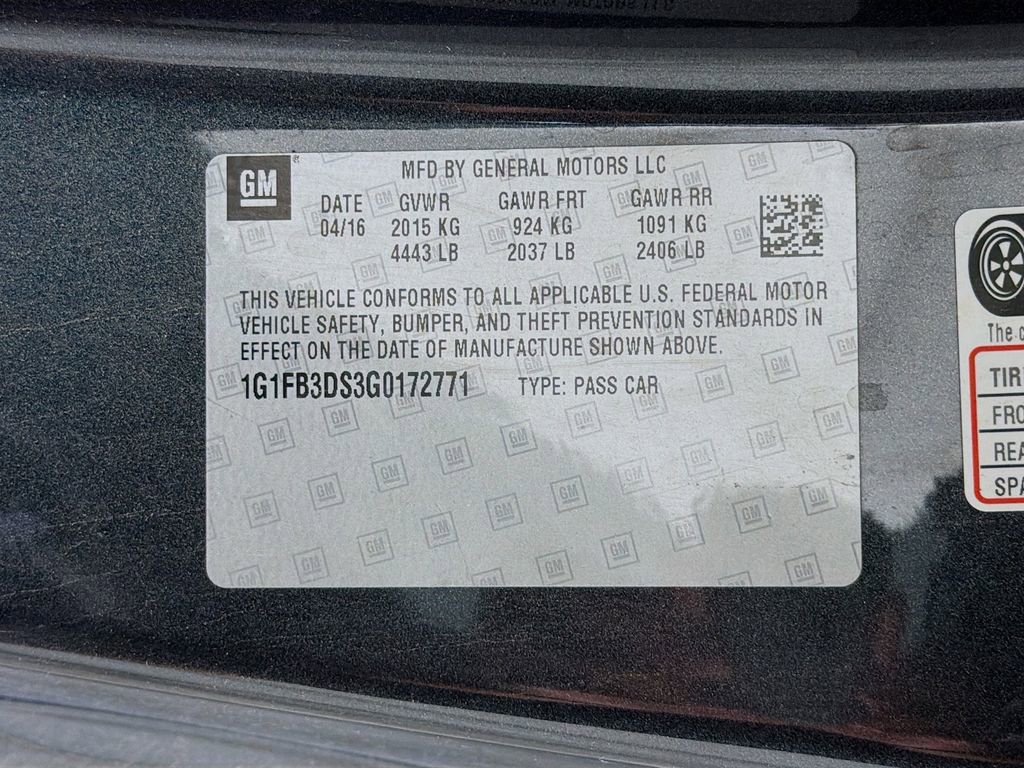 GM
MFD BY GENERAL MOTORS LLC
DATE GVWR GAWR FRT GAWR RR
04/16 2015 KG 924 KG 1091 KG
4443 LB 2037 LB 2406 LB
THIS VEHICLE CONFORMS TO ALL APPLICABLE U.S. FEDERAL MOTOR
VEHICLE SAFETY, BUMPER, AND THEFT PREVENTION STANDARDS IN
EFFECT ON THE DATE OF MANUFACTURE SHOWN ABOVE.
1G1FB3DS3G0172771 TYPE: PASS CAR
The